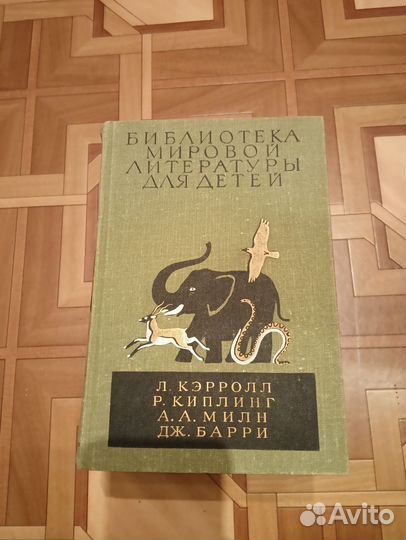 БИБЛИОТЕКА
МИРОВОЙ
ЛИТЕРАТУРЫ
ДЛЯ ДЕТЕЙ
Л. КЭРРОЛЛ
Р. КИПЛИНГ
А. А. МИЛН
ДЖ. БАРРИ
Avito